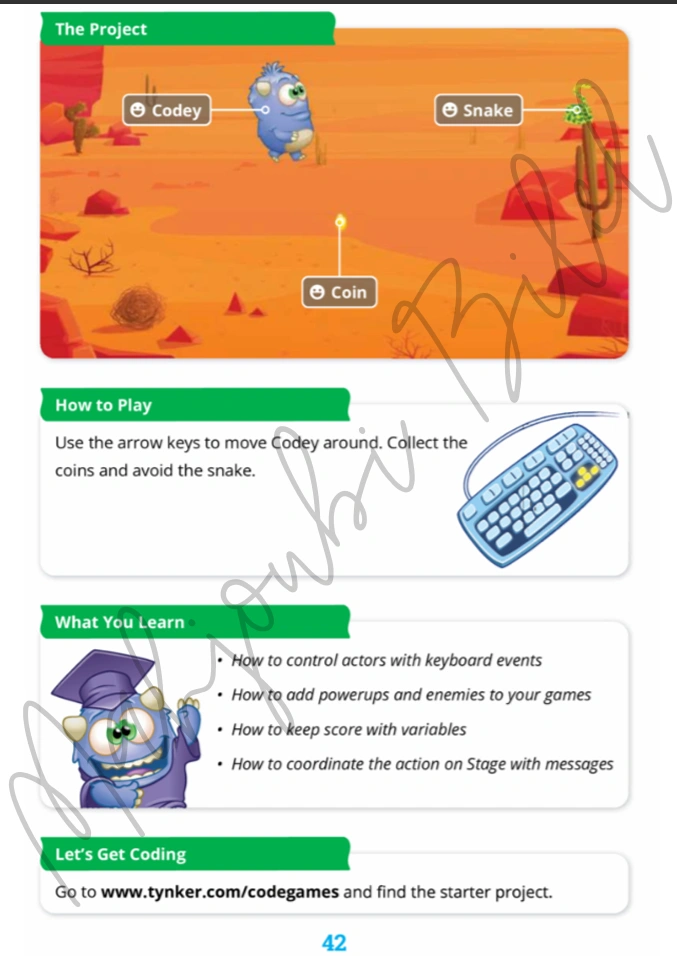 The Project
Codey
Snake
Coin
How to Play
Use the arrow keys to move Codey around. Collect the
coins and avoid the snake.
What You Learn
• How to control actors with keyboard events
• How to add powerups and enemies to your games
• How to keep score with variables
• How to coordinate the action on Stage with messages
Let's Get Coding
Go to www.tynker.com/codegames and find the starter project.
42